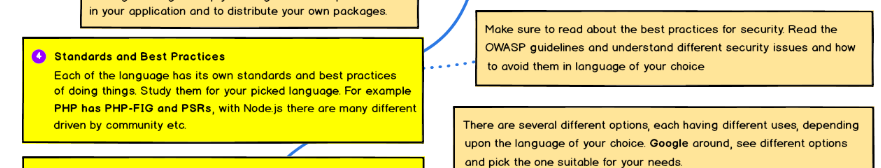 in your application and to distribute your own packages.
4 Standards and Best Practices
Each of the language has its own standards and best practices
of doing things. Study them for your picked language. For example
PHP has PHP-FIG and PSRs, with Node.js there are many different
driven by community etc.
Make sure to read about the best practices for security. Read the
OWASP guidelines and understand different security issues and how
to avoid them in language of your choice
There are several different options, each having different uses, depending
upon the language of your choice. Google around, see different options
and pick the one suitable for your needs.